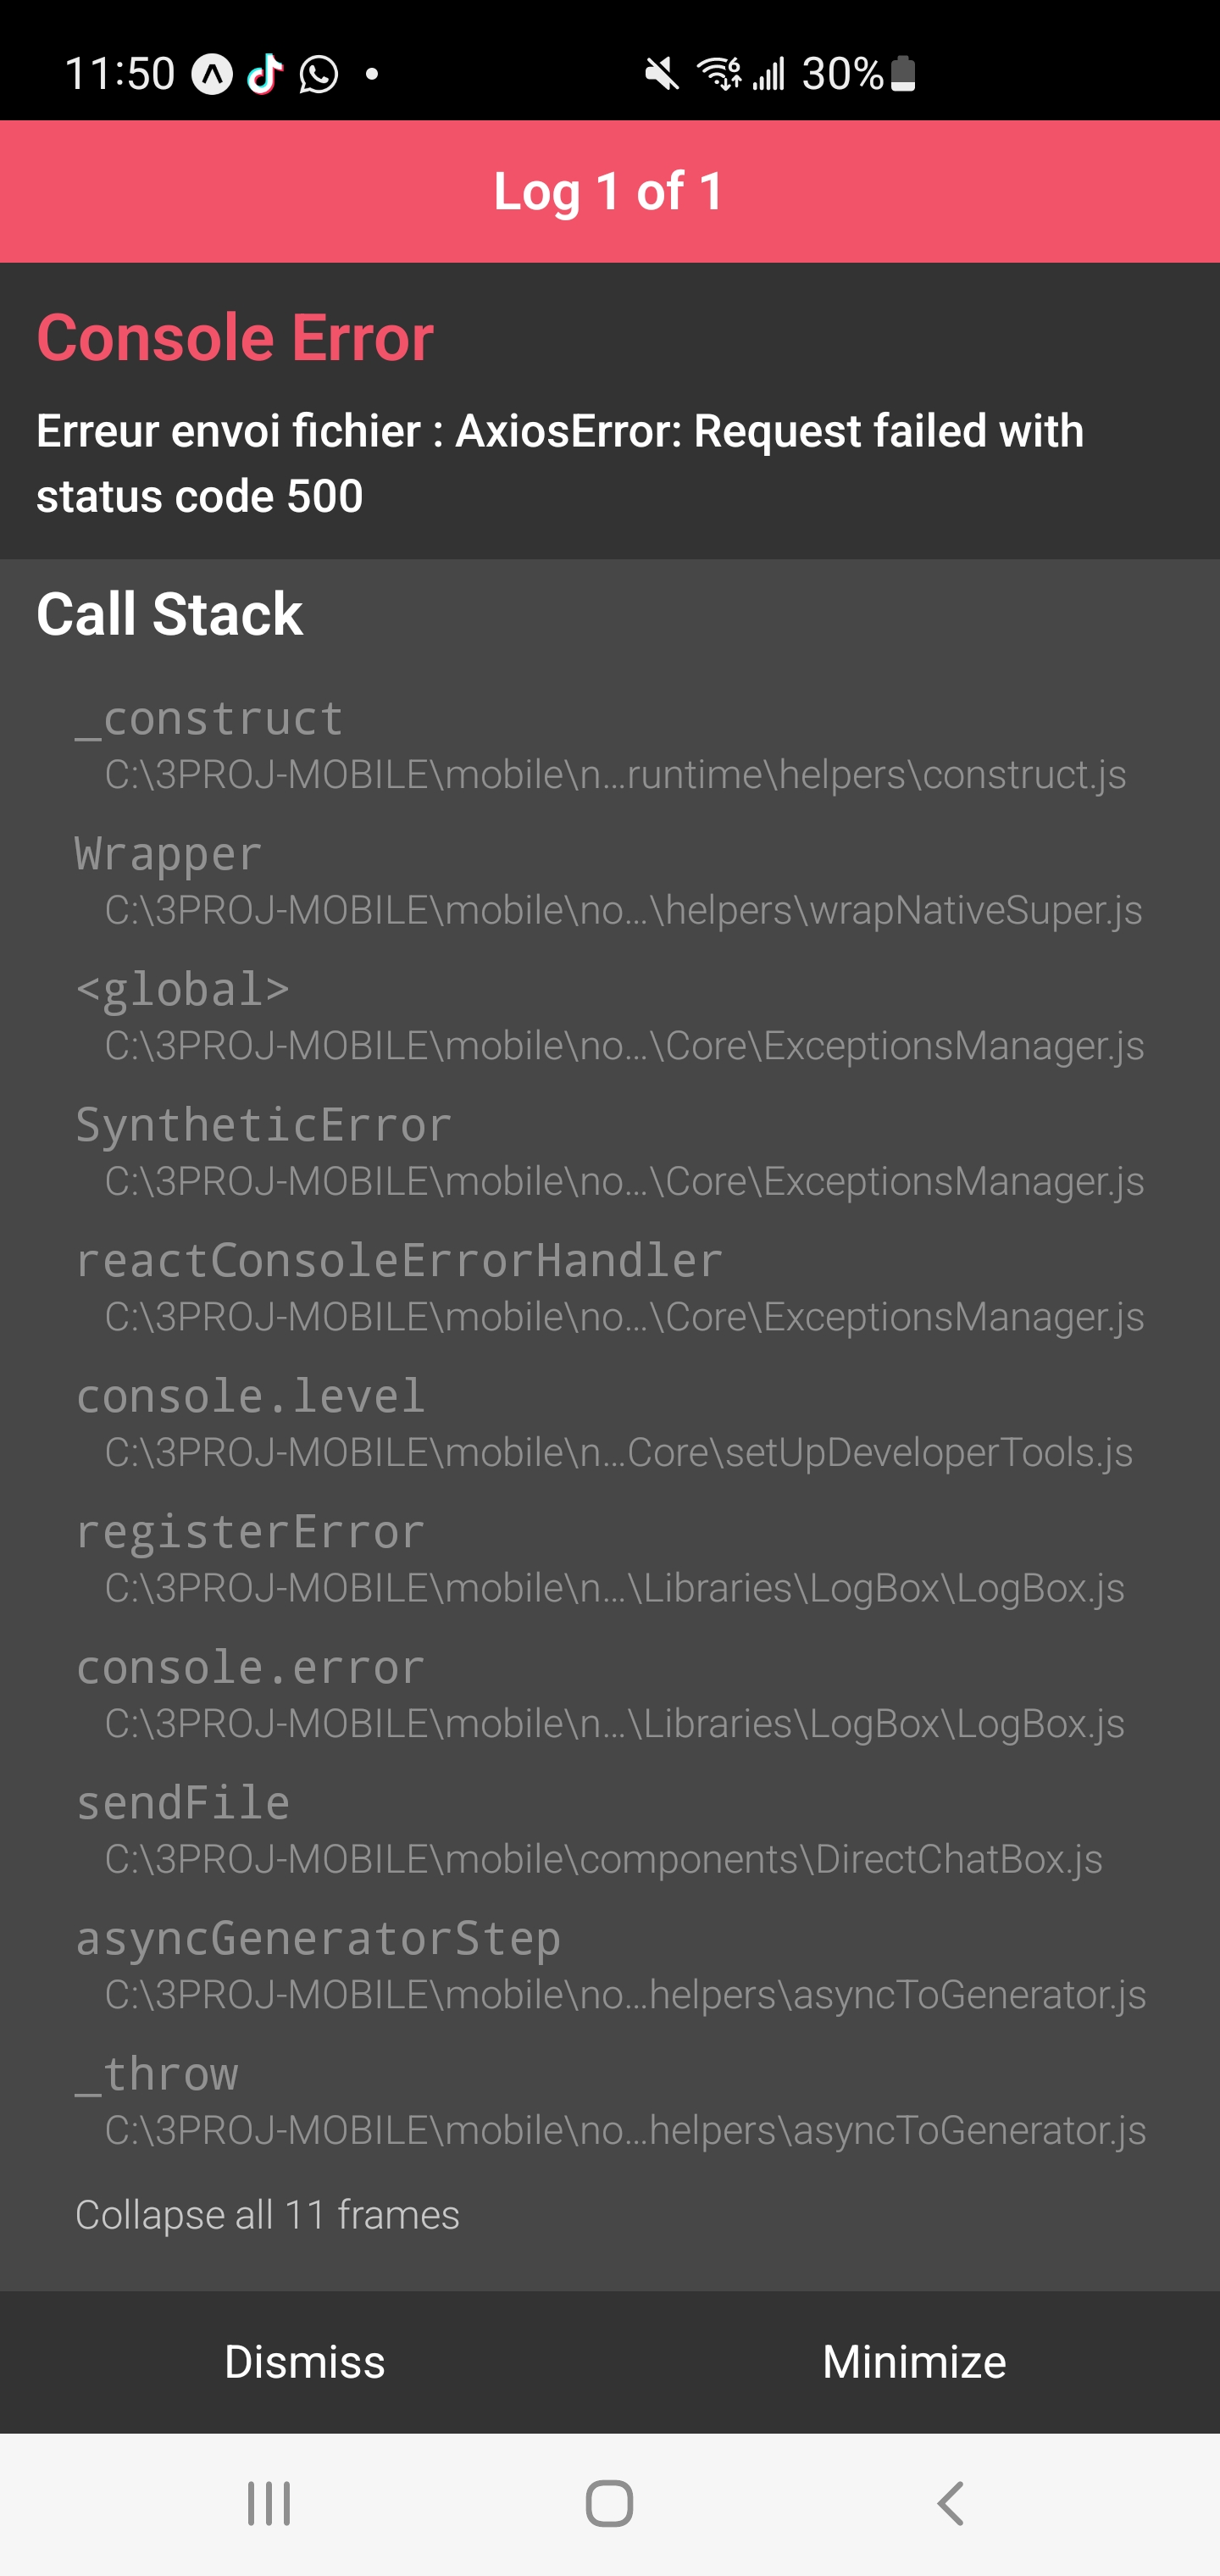 11:50
30%
Log 1 of 1
Console Error
Erreur envoi fichier : AxiosError: Request failed with
status code 500
Call Stack
_construct
C:\3PROJ-MOBILE\mobile\n...runtime\helpers\construct.js
Wrapper
C:\3PROJ-MOBILE\mobile\no...\helpers\wrapNativeSuper.js
<global>
C:\3PROJ-MOBILE\mobile\no...\Core\ExceptionsManager.js
SyntheticError
C:\3PROJ-MOBILE\mobile\no...\Core\ExceptionsManager.js
reactConsoleErrorHandler
C:\3PROJ-MOBILE\mobile\no...\Core\ExceptionsManager.js
console.level
C:\3PROJ-MOBILE\mobile\n...Core\setUpDeveloperTools.js
registerError
C:\3PROJ-MOBILE\mobile\n...\Libraries\LogBox\LogBox.js
console.error
C:\3PROJ-MOBILE\mobile\n...\Libraries\LogBox\LogBox.js
sendFile
C:\3PROJ-MOBILE\mobile\components\DirectChatBox.js
asyncGeneratorStep
C:\3PROJ-MOBILE\mobile\no...helpers\asyncToGenerator.js
_throw
C:\3PROJ-MOBILE\mobile\no...helpers\asyncToGenerator.js
Collapse all 11 frames
Dismiss
Minimize